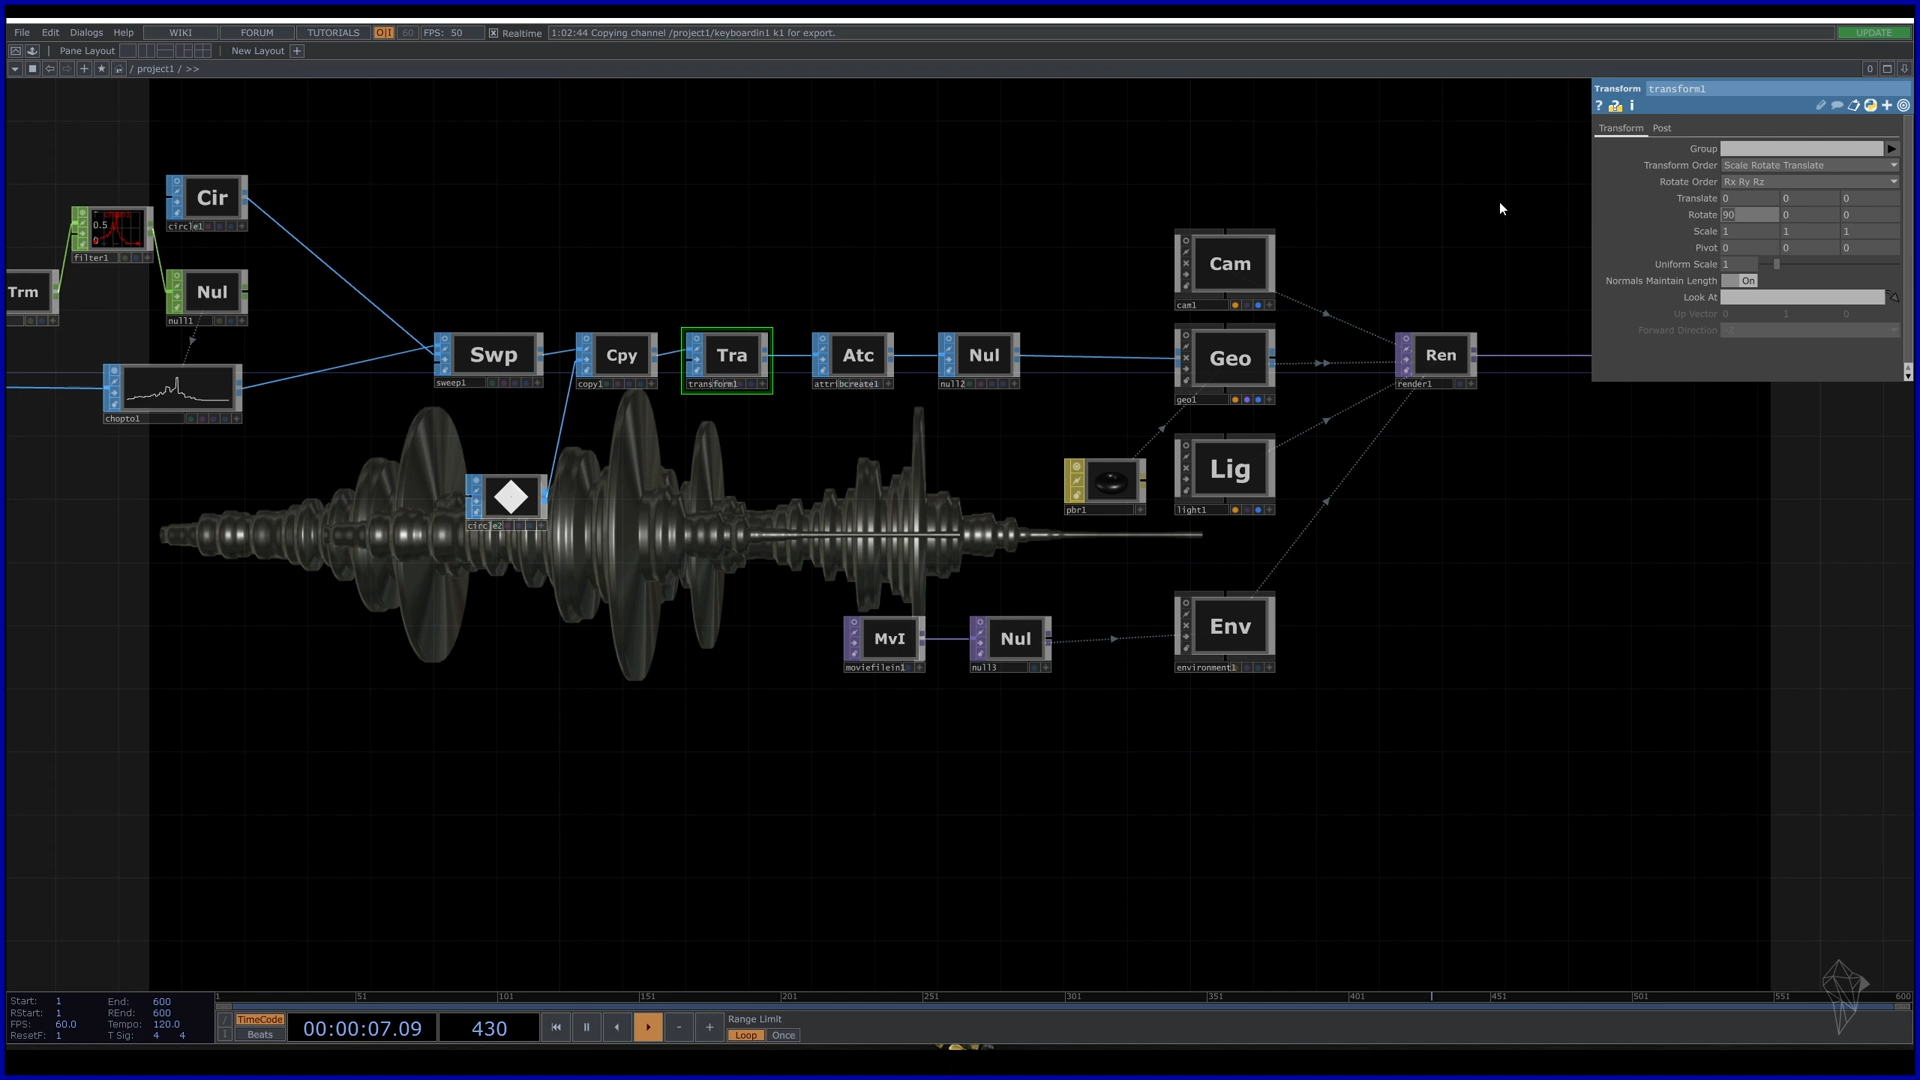 File Edit Dialogs Help WIKI FORUM TUTORIALS O|I 60 FPS: 50 Realtime 1:02:44 Copying channel /project1/keyboardin1 k1 for export. UPDATE
Pane Layout New Layout +
/ project1 / >> 0
Transform transform1
? i
Transform Post
Group
Transform Order Scale Rotate Translate
Rotate Order Rx Ry Rz
Translate 0 0 0
Rotate 90 0 0
Scale 1 1 1
Pivot 0 0 0
Uniform Scale 1
Normals Maintain Length On
Look At
Up Vector 0 1 0
Forward Direction
Cir
circle1
0.5
0
filter1
Trm
Nul
null1
chopto1
Swp
sweep1
Cpy
copy1
Tra
transform1
Atc
attribcreate1
Nul
null2
circle2
Cam
cam1
Geo
geo1
Ren
render1
Lig
light1
pbr1
MvI
moviefilein1
Nul
null3
Env
environment1
1 51 101 151 201 251 301 351 401 451 501 551 600
Start: 1 End: 600
RStart: 1 REnd: 600
FPS: 60.0 Tempo: 120.0
ResetF: 1 T Sig: 4 4
TimeCode
Beats
00:00:07.09
430
- +
Range Limit
Loop Once